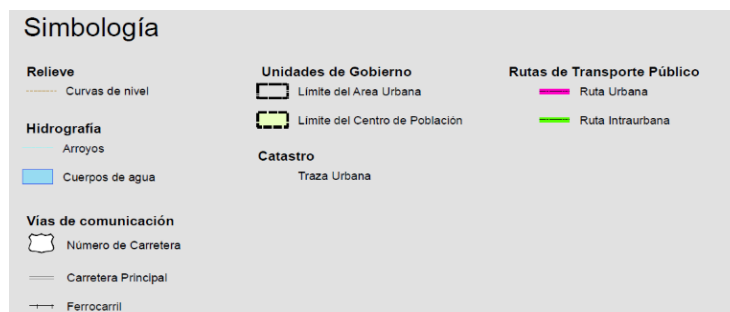 Simbología
Relieve
Curvas de nivel
Hidrografía
Arroyos
Cuerpos de agua
Vías de comunicación
Número de Carretera
Carretera Principal
Ferrocarril
Unidades de Gobierno
Límite del Area Urbana
Límite del Centro de Población
Catastro
Traza Urbana
Rutas de Transporte Público
Ruta Urbana
Ruta Intraurbana